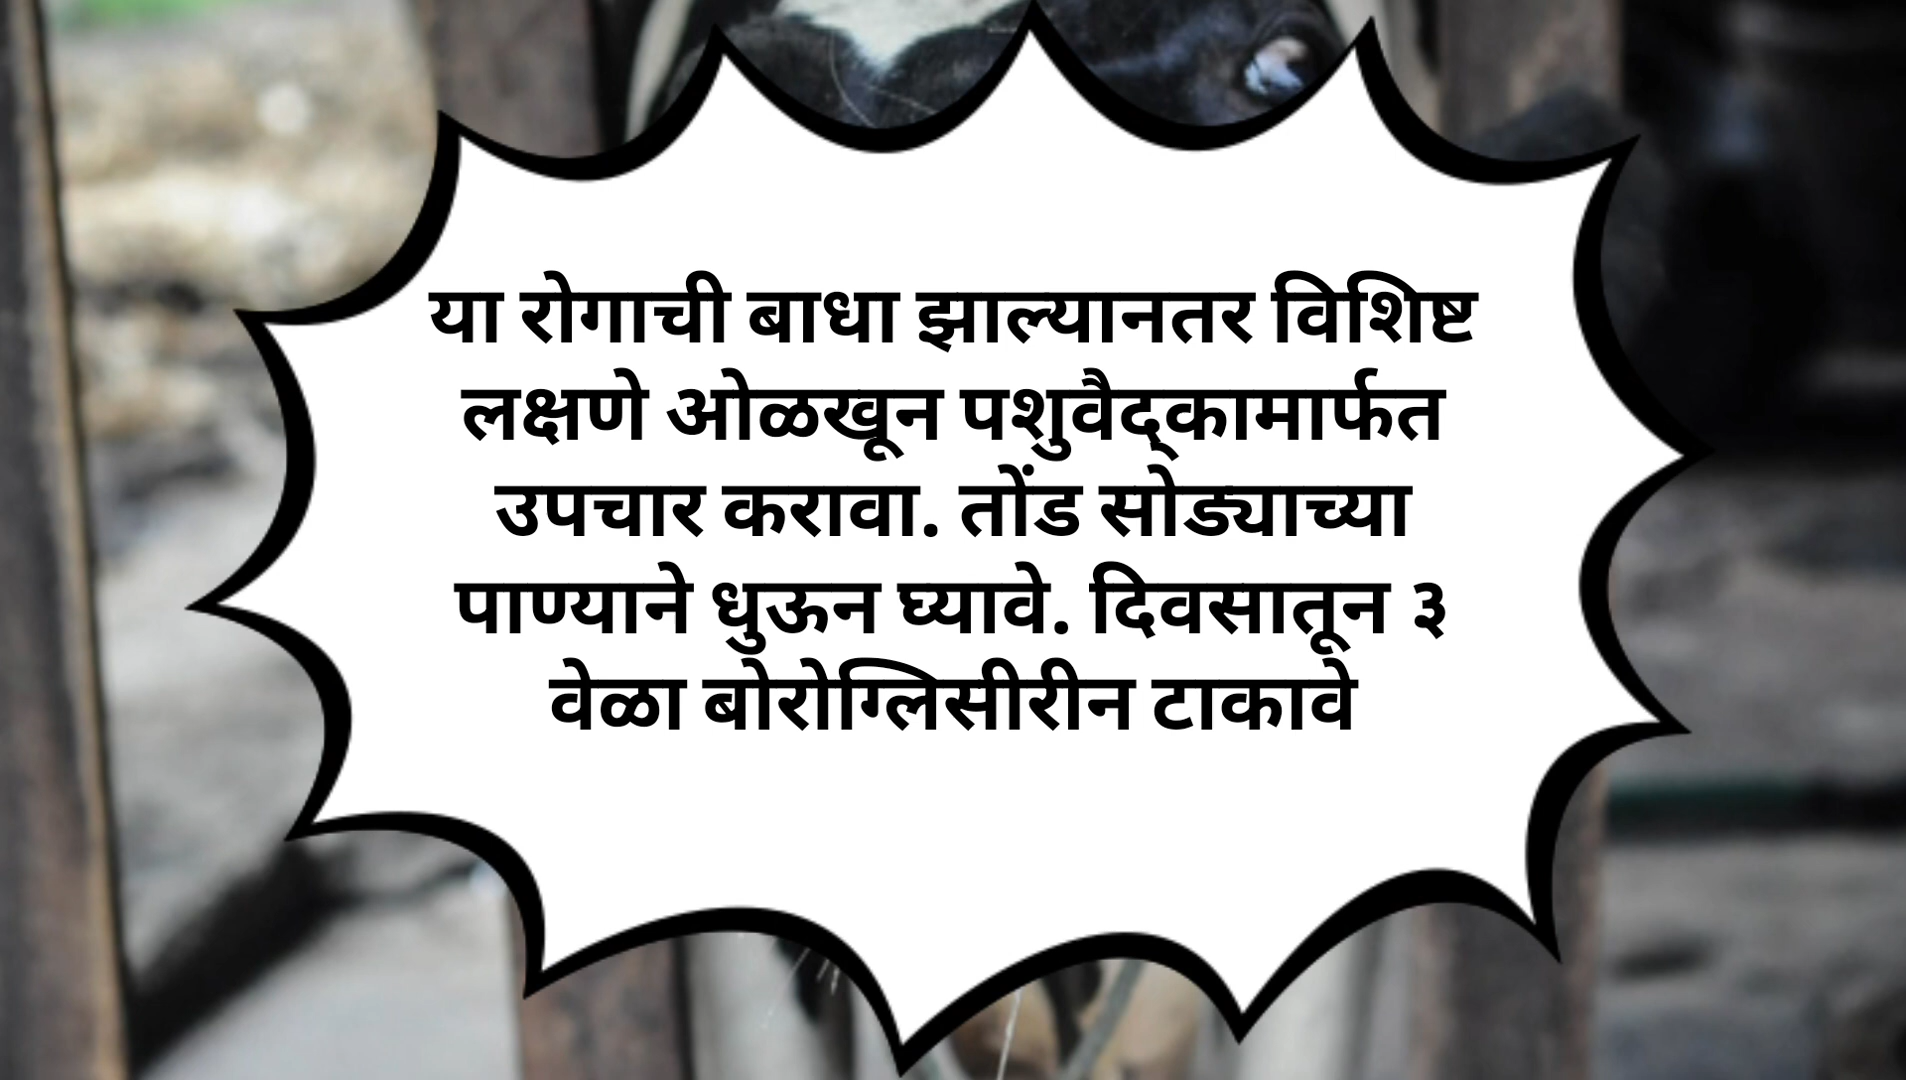 या रोगाची बाधा झाल्यानतर विशिष्ट
लक्षणे ओळखून पशुवैद्‌कामार्फत
उपचार करावा. तोंड सोड्याच्या
पाण्याने धुऊन घ्यावे. दिवसातून ३
वेळा बोरोग्लिसीरीन टाकावे